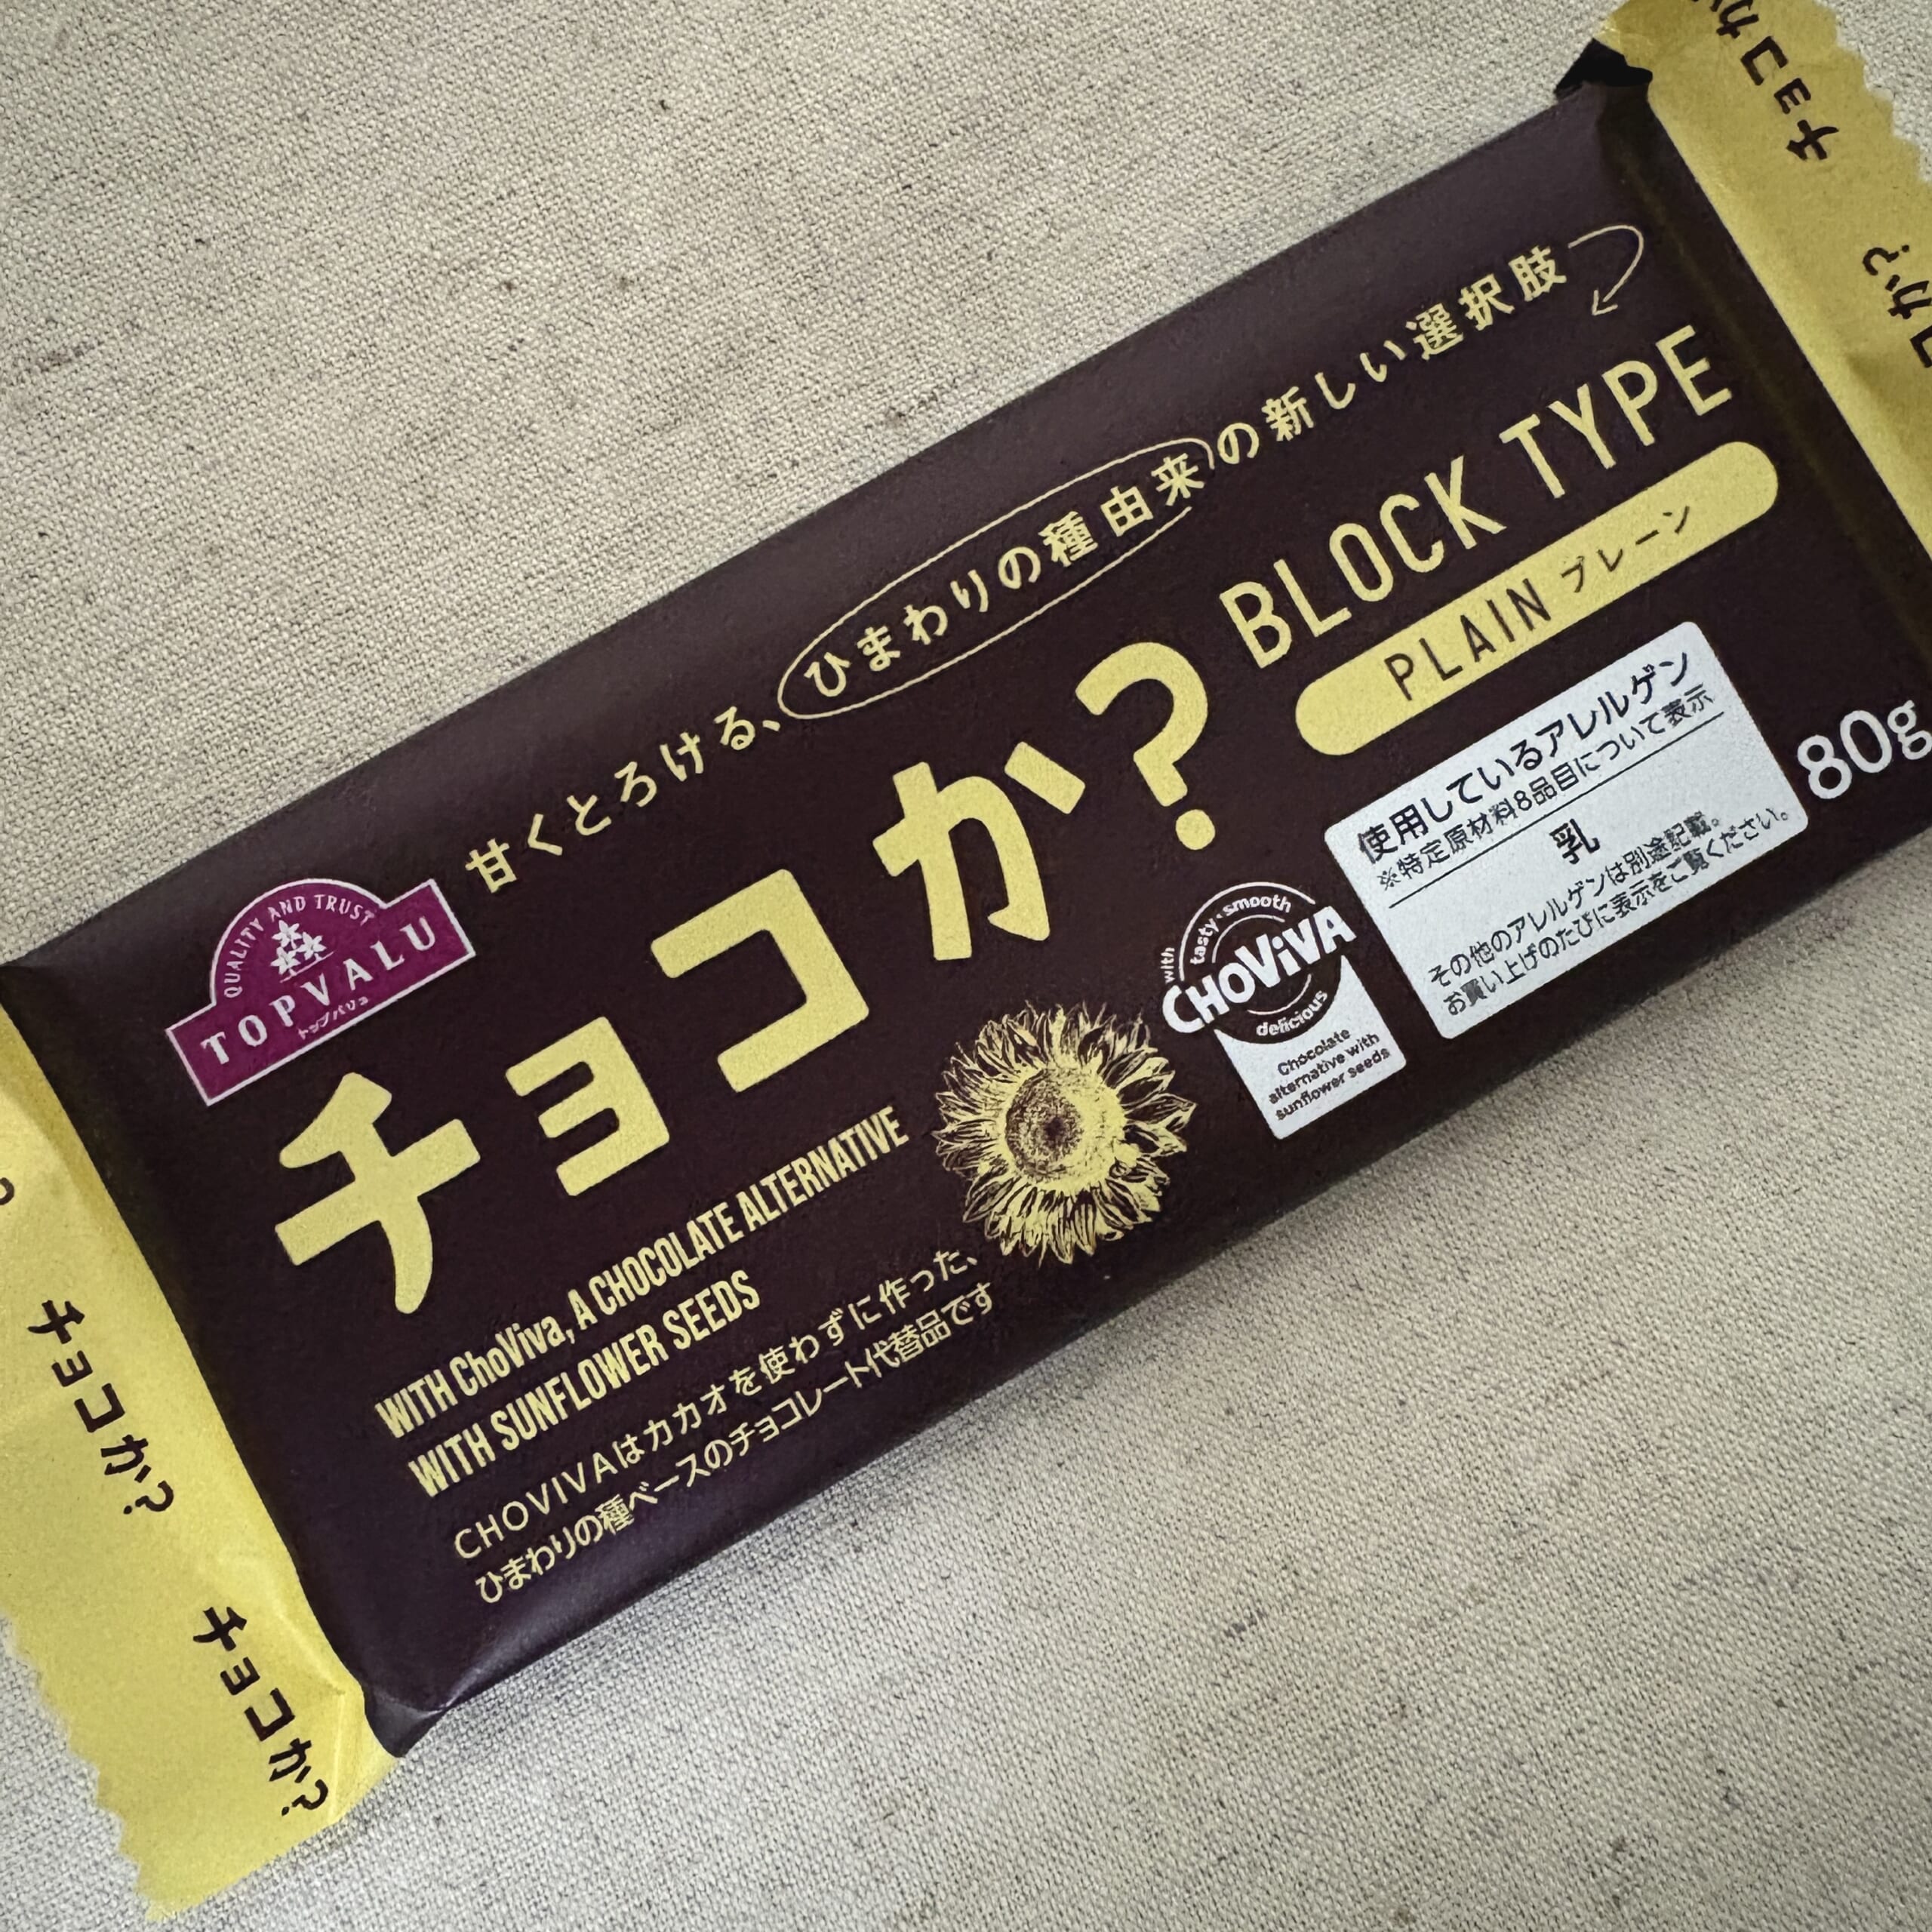 甘くとろける、ひまわりの種由来の新しい選択肢
QUALITY AND TRUST
TOPVALU
トップバリュ
チョコか?
BLOCK TYPE
PLAIN プレーン
使用しているアレルゲン
※特定原材料8品目について表示
乳
その他のアレルゲンは別途記載。
お買い上げのたびに表示をご覧ください。
80g
with
tasty・smooth
CHOViVA
delicious
Chocolate
alternative with
sunflower seeds
WITH ChoViva, A CHOCOLATE ALTERNATIVE
WITH SUNFLOWER SEEDS
CHOVIVAはカカオを使わずに作った、
ひまわりの種ベースのチョコレート代替品です
チョコか?
チョコか?
チョコか
コか?